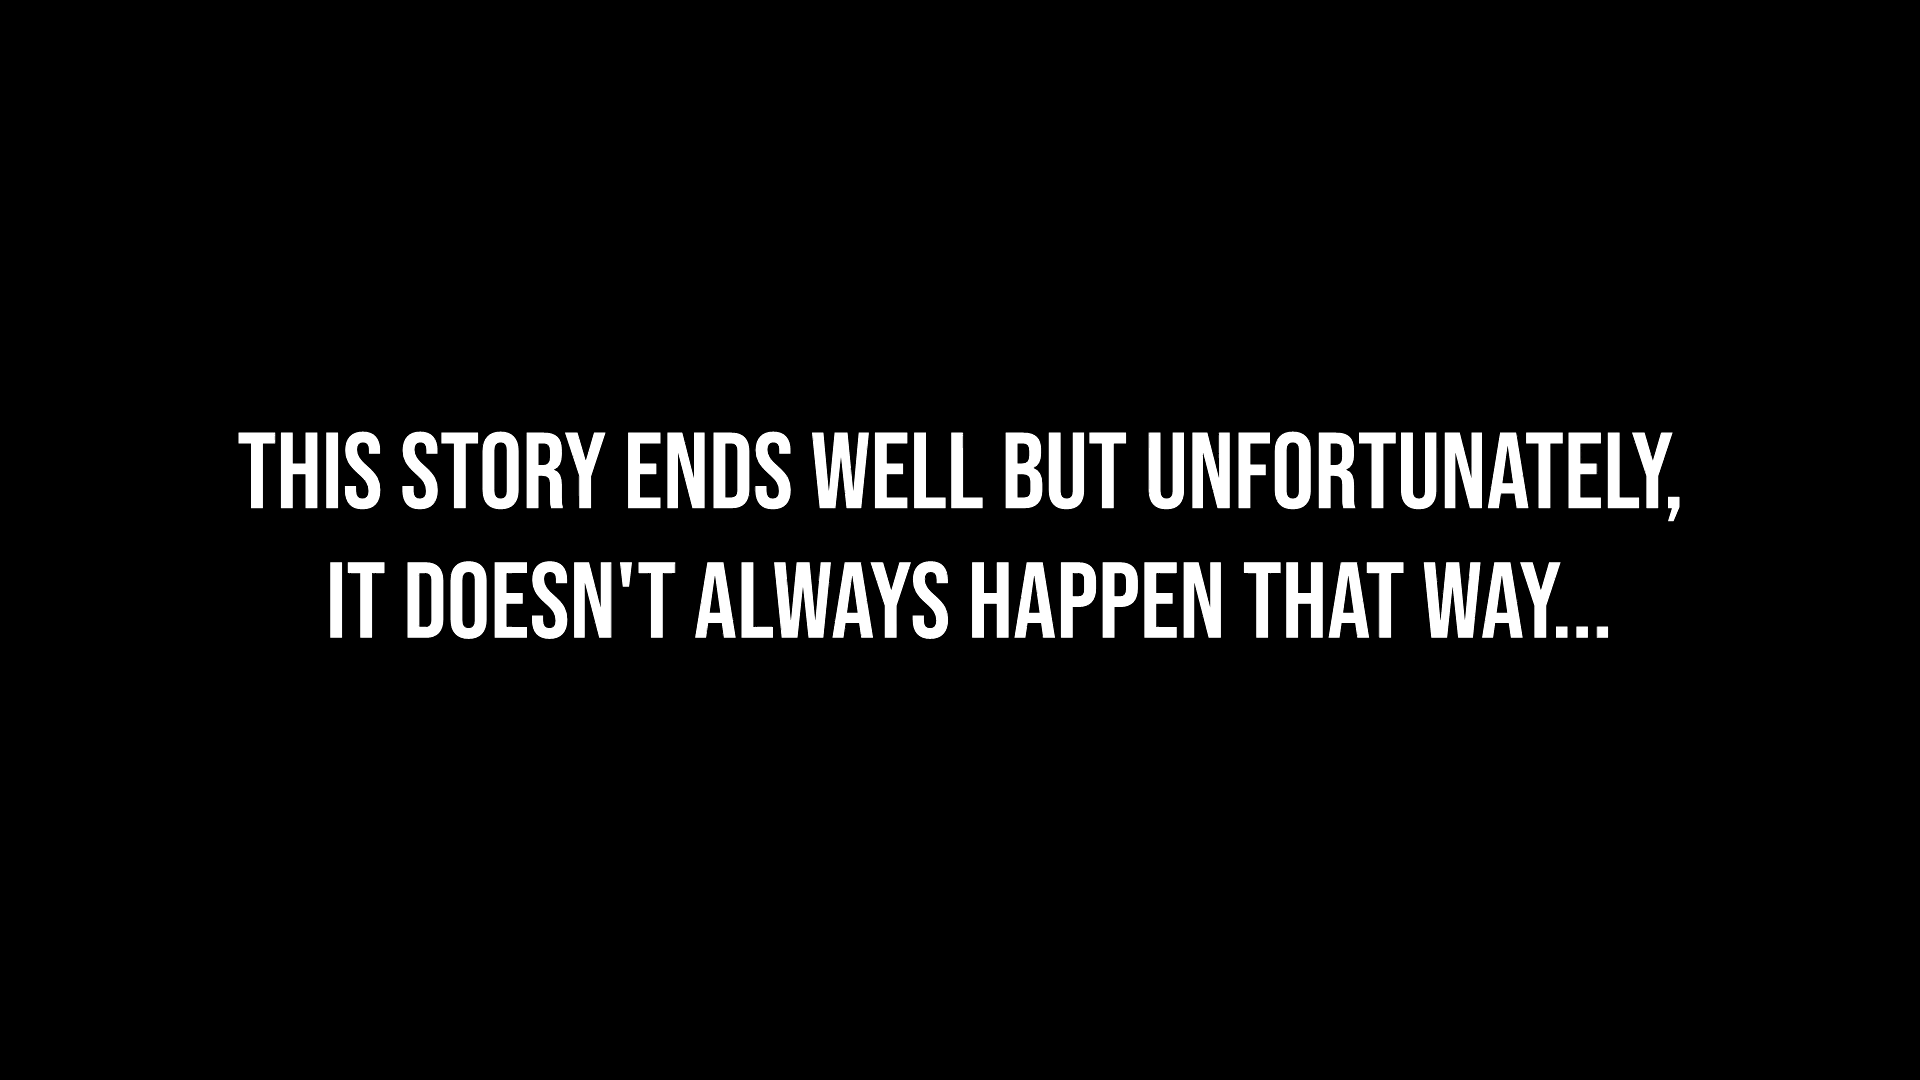 THIS STORY ENDS WELL BUT UNFORTUNATELY,
IT DOESN'T ALWAYS HAPPEN THAT WAY...